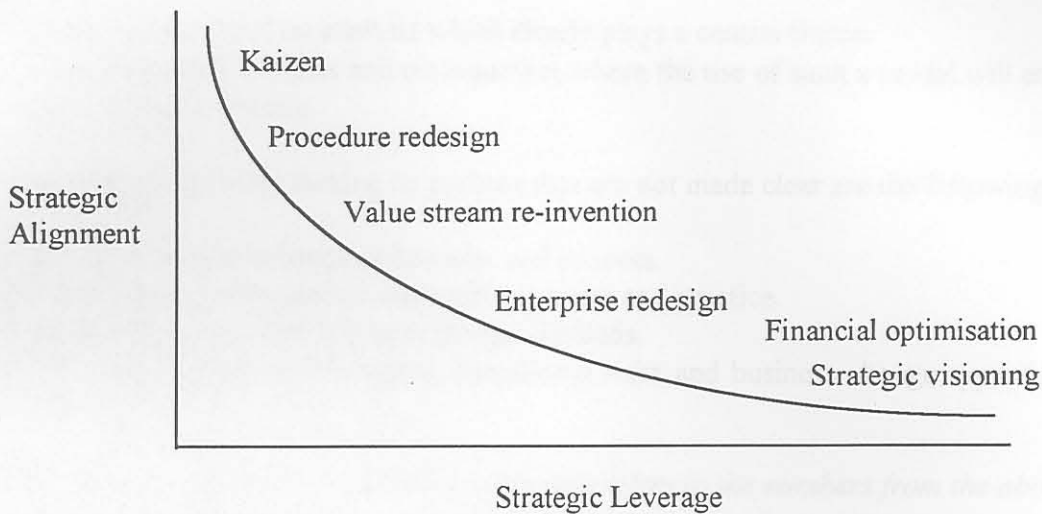 Kaizen
Procedure redesign
Strategic
Alignment
Value stream re-invention
Enterprise redesign
Financial optimisation
Strategic visioning
Strategic Leverage